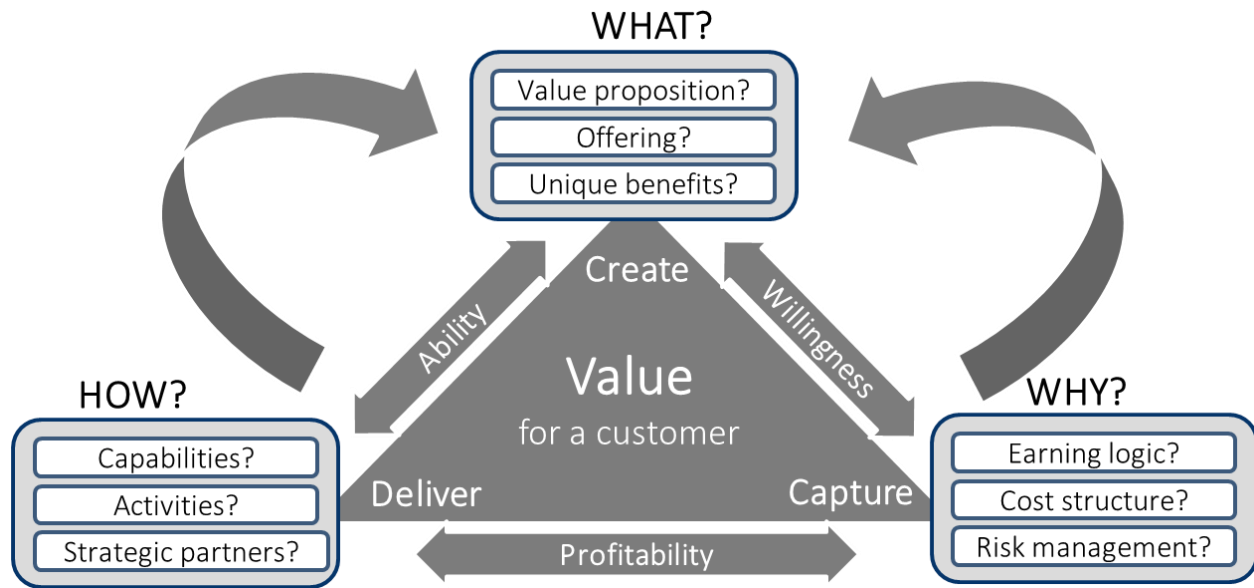 WHAT?
Value proposition?
Offering?
Unique benefits?
Create
Ability
Willingness
Value
for a customer
HOW?
Capabilities?
Activities?
Strategic partners?
Deliver
Capture
WHY?
Earning logic?
Cost structure?
Risk management?
Profitability